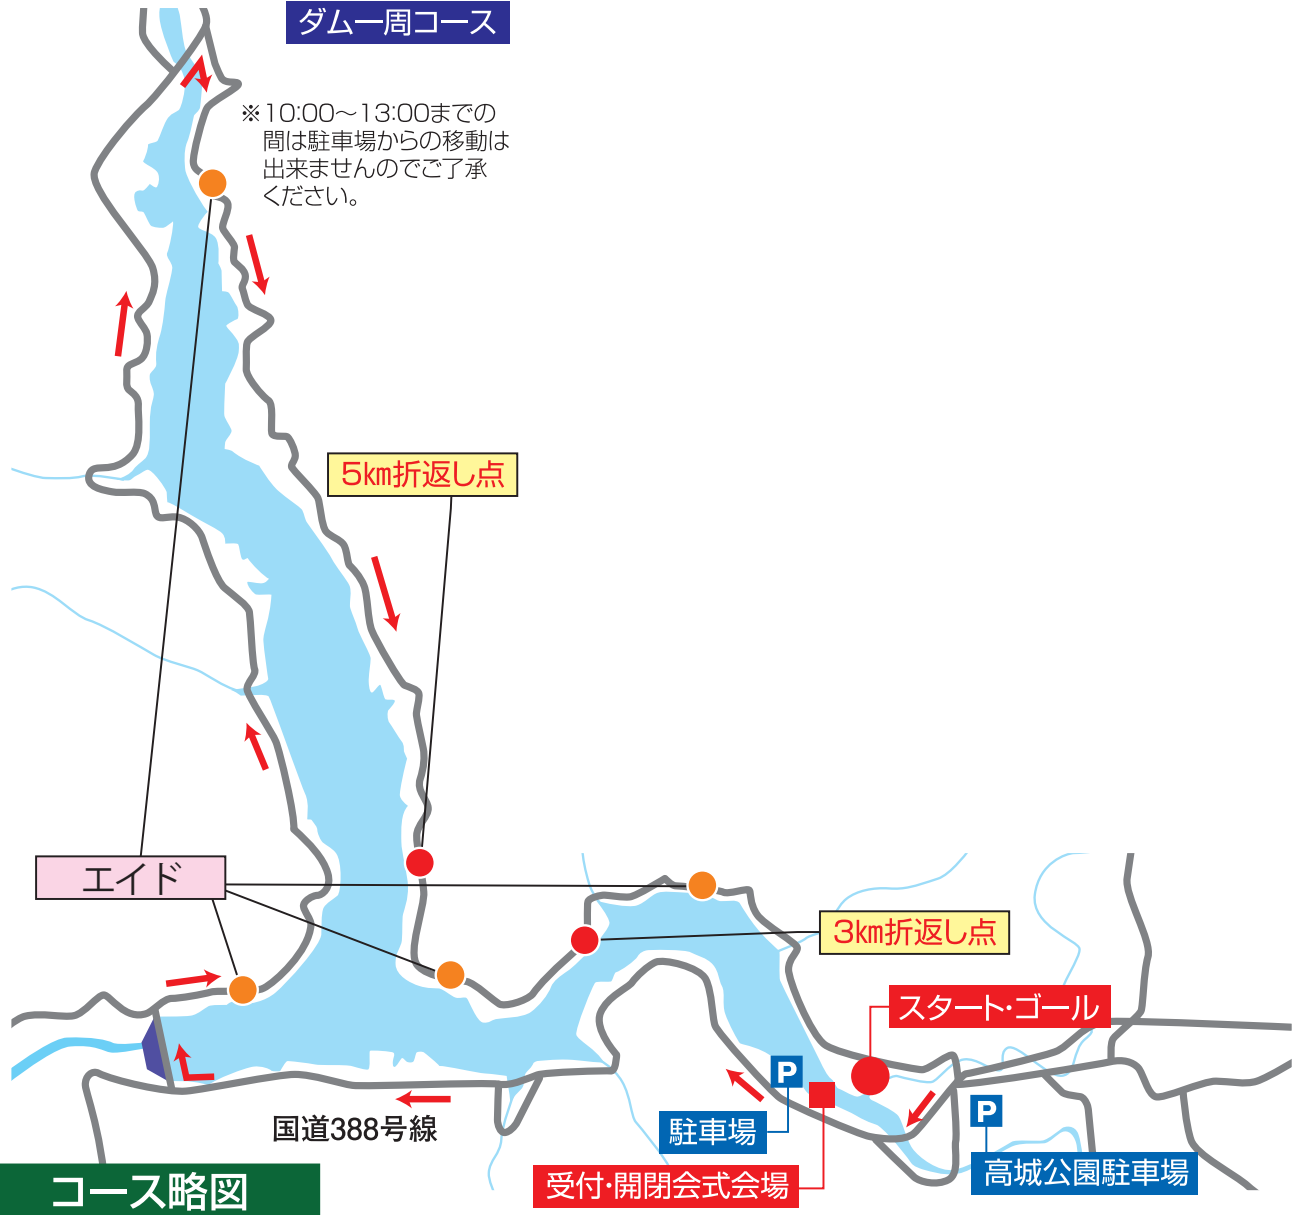 ダム一周コース
※10:00～13:00までの
間は駐車場からの移動は
出来ませんのでご了承
ください。
5㎞折返し点
エイド
3㎞折返し点
スタート・ゴール
P
P
駐車場
国道388号線
高城公園駐車場
受付・開閉会式会場
コース略図